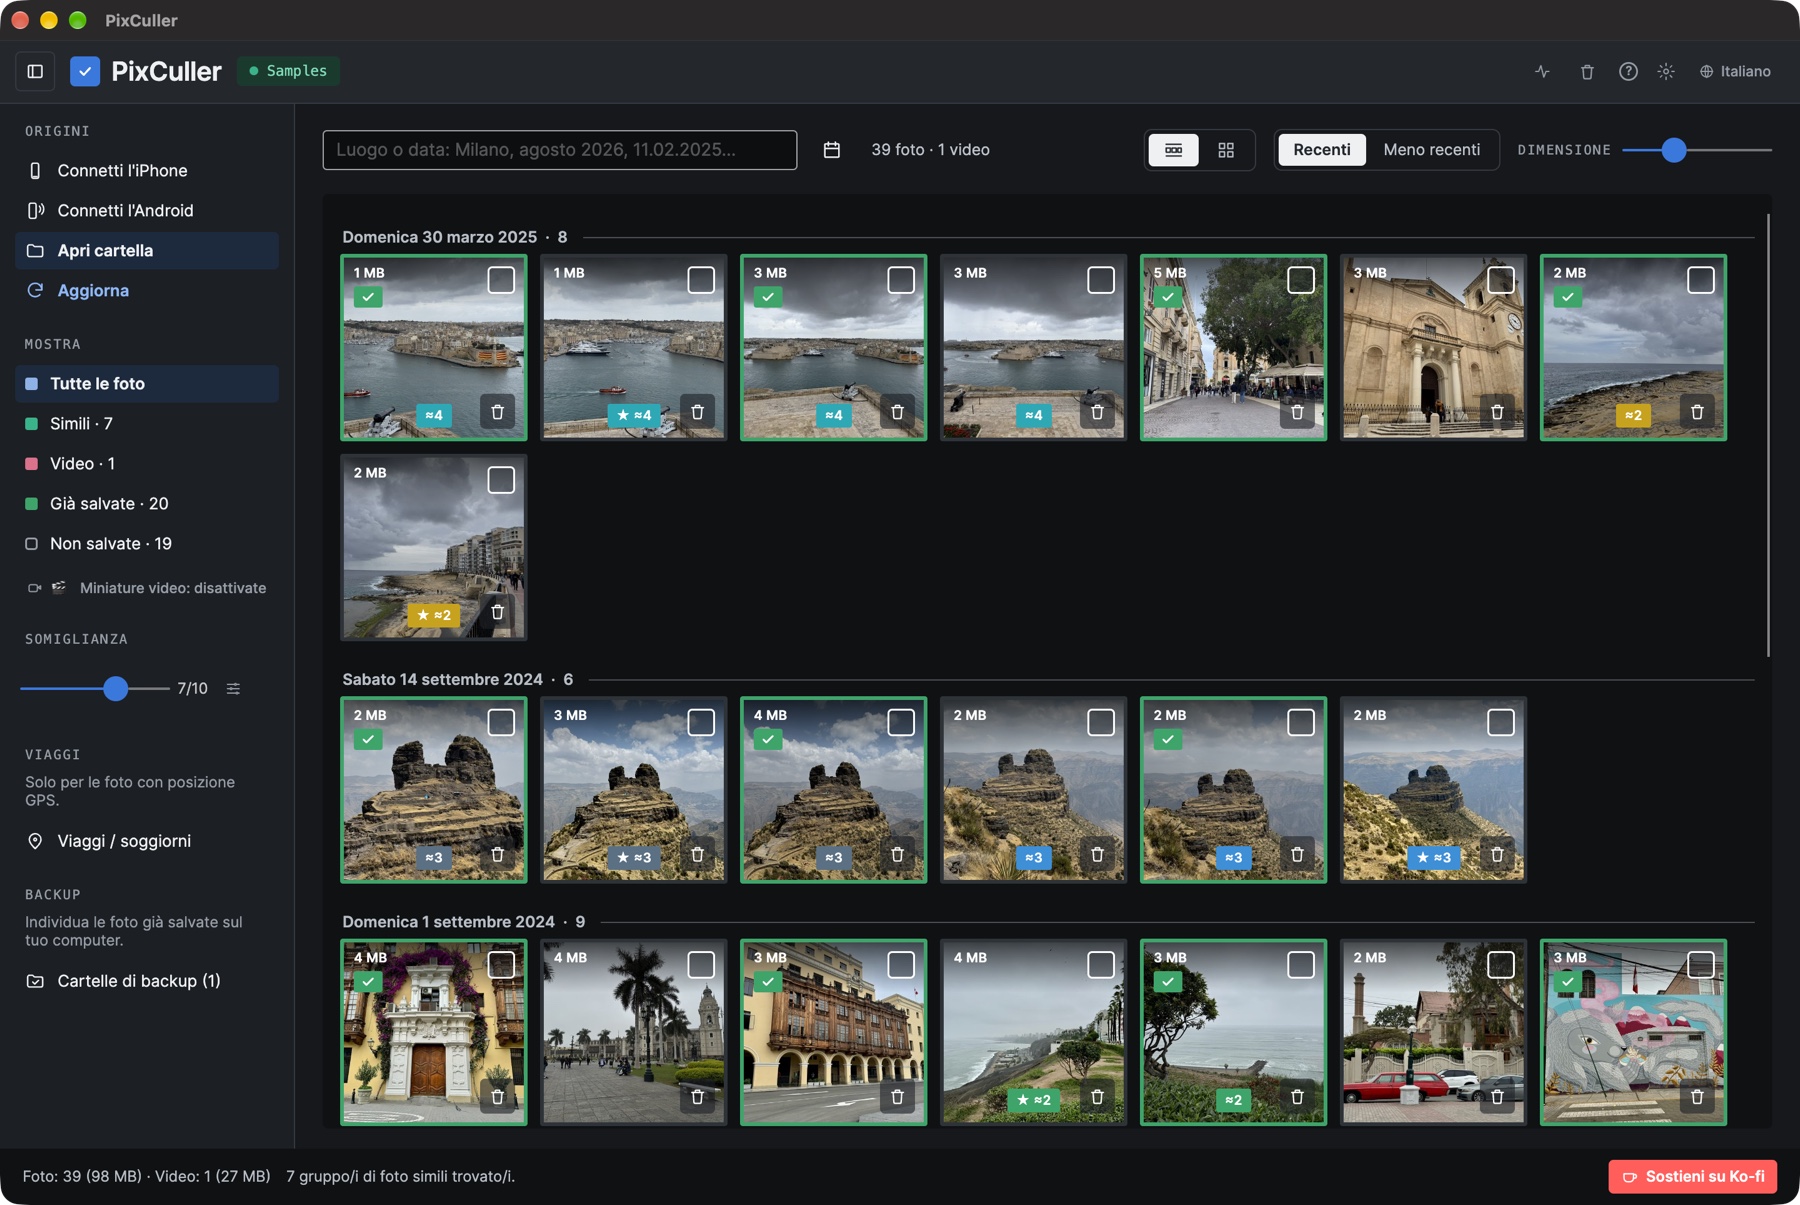 PixCuller
PixCuller
Samples
Italiano
ORIGINI
Connetti l'iPhone
Connetti l'Android
Apri cartella
Aggiorna
MOSTRA
Tutte le foto
Simili · 7
Video · 1
Già salvate · 20
Non salvate · 19
Miniature video: disattivate
SOMIGLIANZA
7/10
VIAGGI
Solo per le foto con posizione
GPS.
Viaggi / soggiorni
BACKUP
Individua le foto già salvate sul
tuo computer.
Cartelle di backup (1)
Luogo o data: Milano, agosto 2026, 11.02.2025...
39 foto · 1 video
Recenti
Meno recenti
DIMENSIONE
Domenica 30 marzo 2025 · 8
1 MB
1 MB
3 MB
3 MB
5 MB
3 MB
2 MB
≈4
★ ≈4
≈4
≈4
≈2
2 MB
★ ≈2
Sabato 14 settembre 2024 · 6
2 MB
3 MB
4 MB
2 MB
2 MB
2 MB
≈3
★ ≈3
≈3
≈3
≈3
★ ≈3
Domenica 1 settembre 2024 · 9
4 MB
4 MB
3 MB
4 MB
3 MB
2 MB
3 MB
★ ≈2
≈2
Foto: 39 (98 MB) · Video: 1 (27 MB)
7 gruppo/i di foto simili trovato/i.
Sostieni su Ko-fi